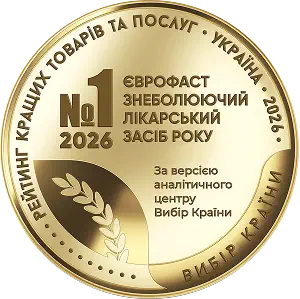 • РЕЙТИНГ КРАЩИХ ТОВАРІВ ТА ПОСЛУГ • УКРАЇНА • 2026 •
№1
2026
ЄВРОФАСТ
ЗНЕБОЛЮЮЧИЙ
ЛІКАРСЬКИЙ
ЗАСІБ РОКУ
За версією
аналітичного
центру
Вибір Країни
ВИБІР КРАЇНИ